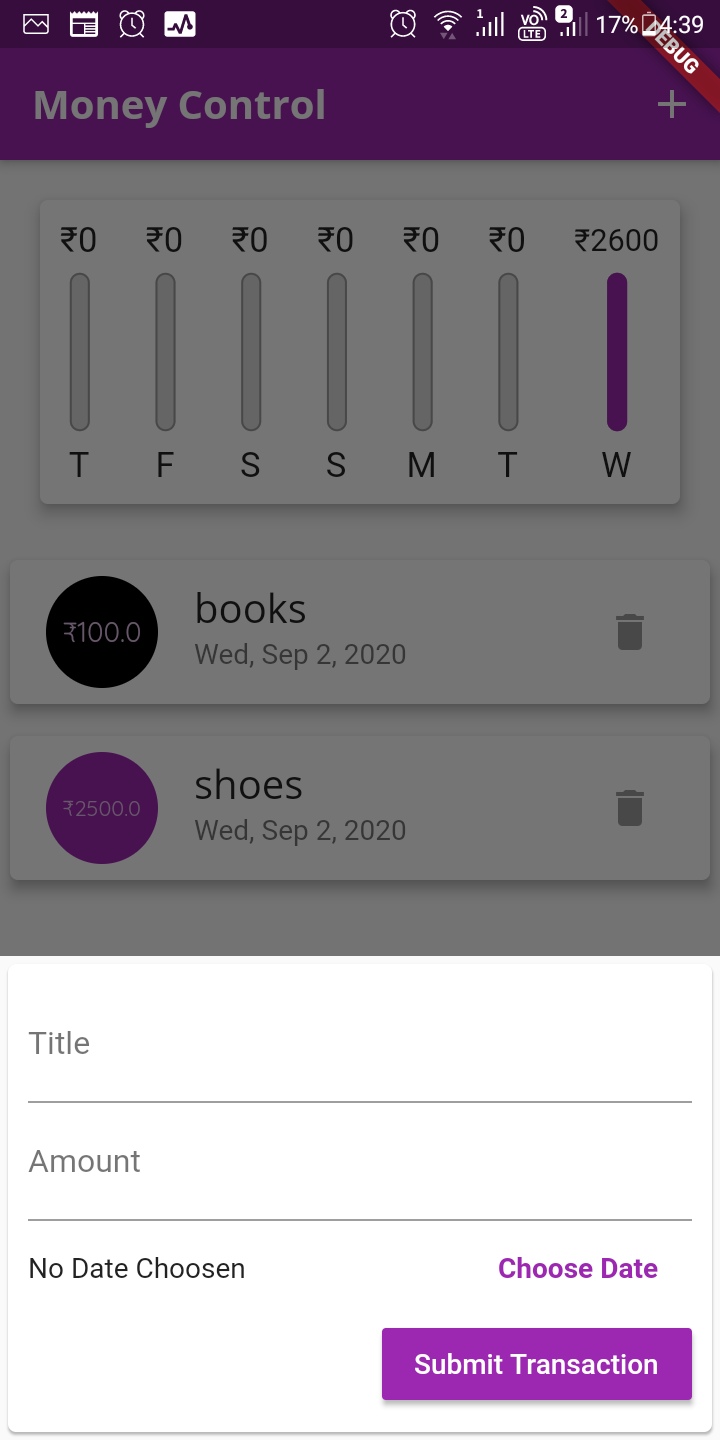 1 VO LTE 2 17% 4:39
DEBUG
Money Control
₹0 ₹0 ₹0 ₹0 ₹0 ₹0 ₹2600
T F S S M T W
₹100.0
books
Wed, Sep 2, 2020
₹2500.0
shoes
Wed, Sep 2, 2020
Title
Amount
No Date Choosen Choose Date
Submit Transaction